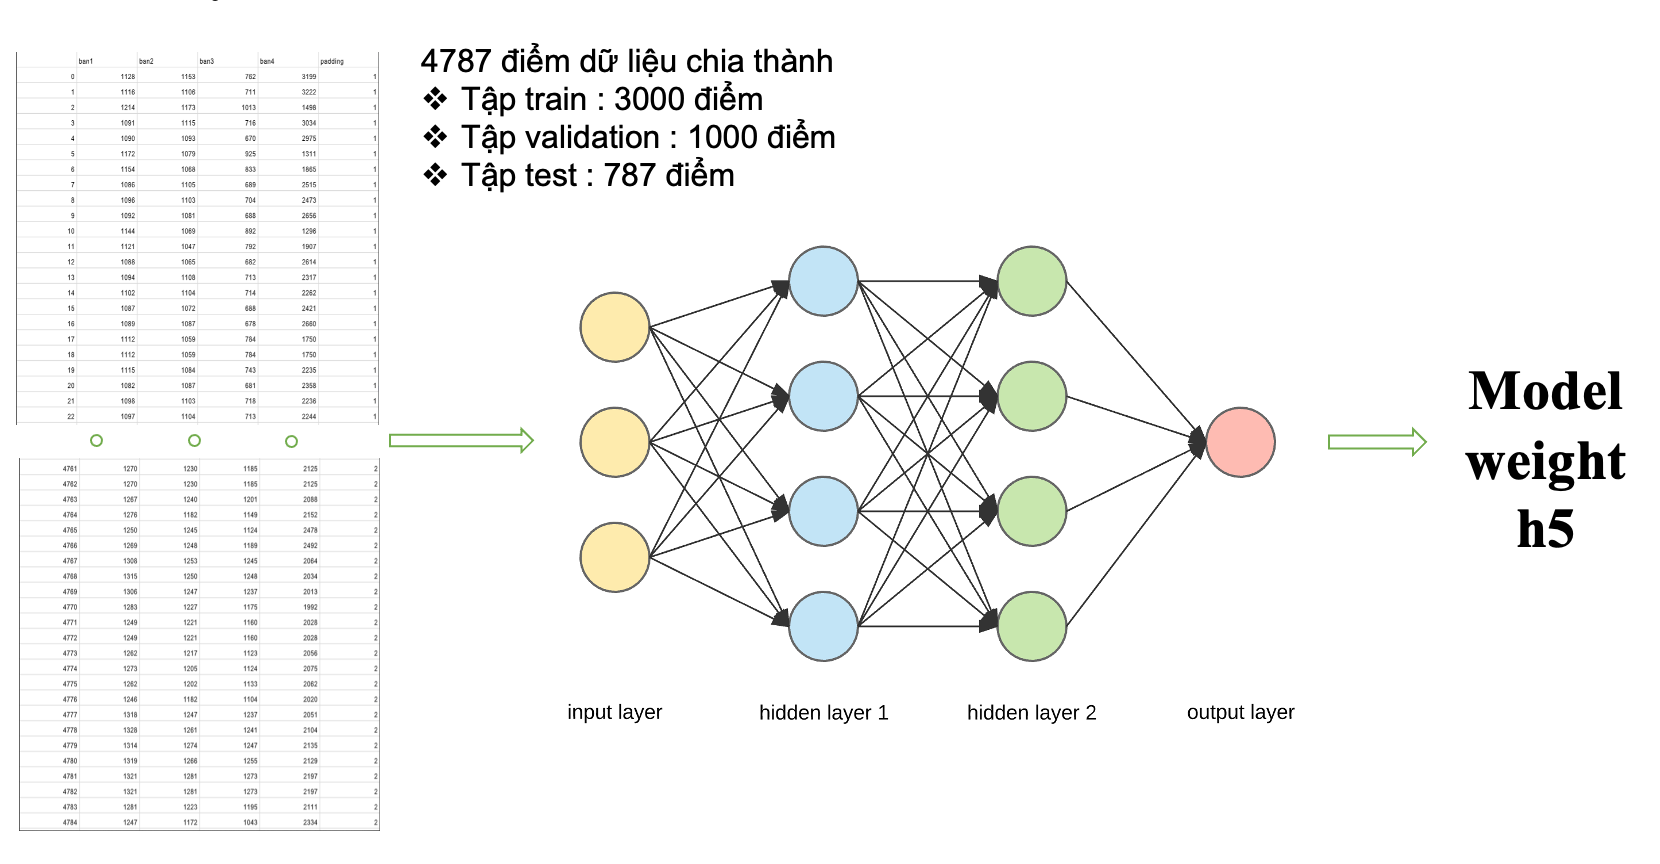 ban1 ban2 ban3 ban4 padding
0 1128 1153 762 3199 1
1 1116 1106 711 3222 1
2 1214 1173 1013 1498 1
3 1091 1115 716 3034 1
4 1090 1093 670 2975 1
5 1172 1079 925 1311 1
6 1154 1068 833 1865 1
7 1086 1105 689 2515 1
8 1096 1103 704 2473 1
9 1092 1081 688 2656 1
10 1144 1069 892 1296 1
11 1121 1047 792 1907 1
12 1088 1065 682 2614 1
13 1094 1108 713 2317 1
14 1102 1104 714 2262 1
15 1087 1072 688 2421 1
16 1089 1087 678 2660 1
17 1112 1059 784 1750 1
18 1112 1059 784 1750 1
19 1115 1084 743 2235 1
20 1082 1087 681 2358 1
21 1098 1103 718 2236 1
22 1097 1104 713 2244 1
4761 1270 1230 1185 2125 2
4762 1270 1230 1185 2125 2
4763 1267 1240 1201 2088 2
4764 1276 1182 1149 2152 2
4765 1250 1245 1124 2478 2
4766 1269 1248 1189 2492 2
4767 1308 1253 1245 2064 2
4768 1315 1250 1248 2034 2
4769 1306 1247 1237 2013 2
4770 1283 1227 1175 1992 2
4771 1249 1221 1160 2028 2
4772 1249 1221 1160 2028 2
4773 1262 1217 1123 2056 2
4774 1273 1205 1124 2075 2
4775 1262 1202 1133 2062 2
4776 1246 1182 1104 2020 2
4777 1318 1247 1237 2051 2
4778 1328 1261 1241 2104 2
4779 1314 1274 1247 2135 2
4780 1319 1266 1255 2129 2
4781 1321 1281 1273 2197 2
4782 1321 1281 1273 2197 2
4783 1281 1223 1195 2111 2
4784 1247 1172 1043 2334 2
4787 điểm dữ liệu chia thành
❖ Tập train : 3000 điểm
❖ Tập validation : 1000 điểm
❖ Tập test : 787 điểm
input layer
hidden layer 1
hidden layer 2
output layer
Model
weight
h5